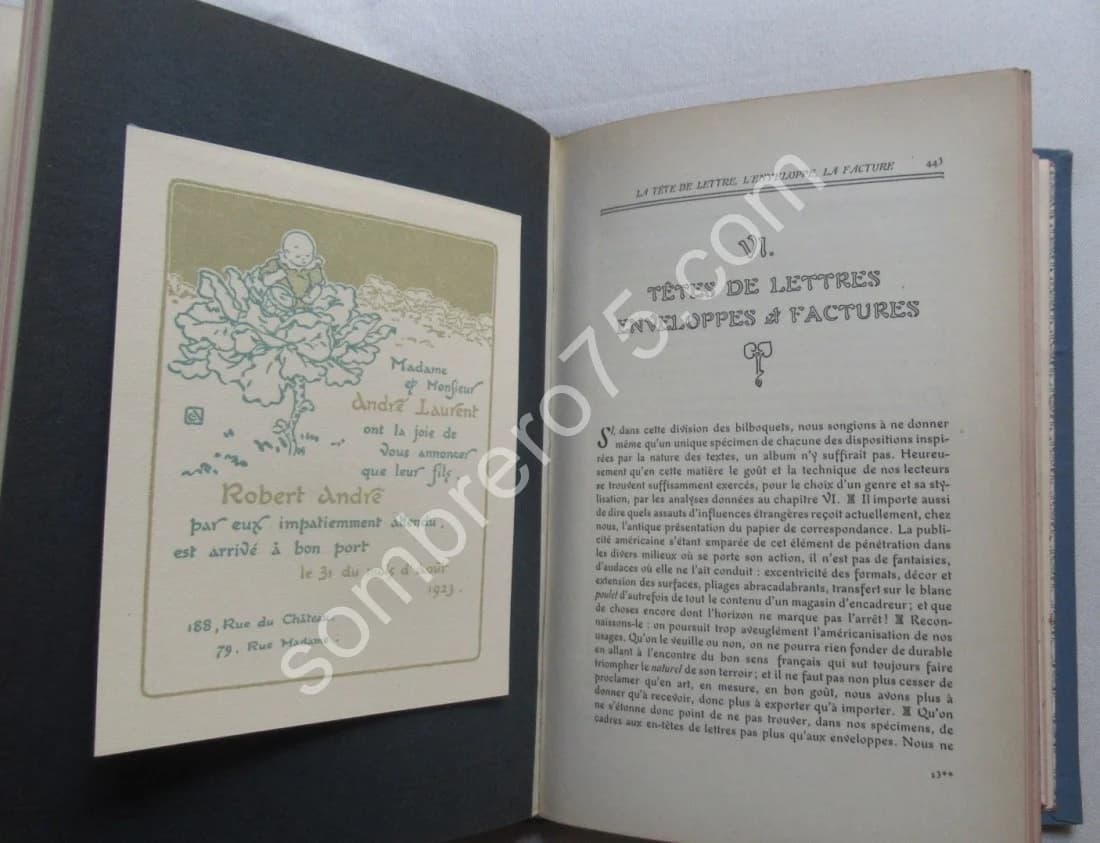 Madame
& Monsieur
André Laurent
ont la joie de
vous annoncer
que leur fils,
Robert André
par eux impatiemment attendu,
est arrivé à bon port
le 31 du mois d'Août
1923.
188, Rue du Château,
79, Rue Madame.
LA TÊTE DE LETTRE, L'ENVELOPPE, LA FACTURE 443
VI.
TÊTES DE LETTRES
ENVELOPPES & FACTURES
SI, dans cette division des bilboquets, nous songions à ne donner
même qu'un unique spécimen de chacune des dispositions inspi-
rées par la nature des textes, un album n'y suffirait pas. Heureu-
sement qu'en cette matière le goût et la technique de nos lecteurs
se trouvent suffisamment exercés, pour le choix d'un genre et sa sty-
lisation, par les analyses données au chapitre VI. Il importe aussi
de dire quels assauts d'influences étrangères reçoit actuellement, chez
nous, l'antique présentation du papier de correspondance. La publi-
cité américaine s'étant emparée de cet élément de pénétration dans
les divers milieux où se porte son action, il n'est pas de fantaisies,
d'audaces où elle ne l'ait conduit : excentricité des formats, décor et
extension des surfaces, pliages abracadabrants, transfert sur le blanc
poulet d'autrefois de tout le contenu d'un magasin d'encadreur; et que
de choses encore dont l'horizon ne marque pas l'arrêt! Recon-
naissons-le : on poursuit trop aveuglément l'américanisation de nos
usages. Qu'on le veuille ou non, on ne pourra rien fonder de durable
en allant à l'encontre du bon sens français qui sut toujours faire
triompher le naturel de son terroir; et il ne faut pas non plus cesser de
proclamer qu'en art, en mesure, en bon goût, nous avons plus à
donner qu'à recevoir, donc plus à exporter qu'à importer. Qu'on
ne s'étonne donc point de ne pas trouver, dans nos spécimens, de
cadres aux en-têtes de lettres pas plus qu'aux enveloppes. Nous ne
13**
sombrero75.com